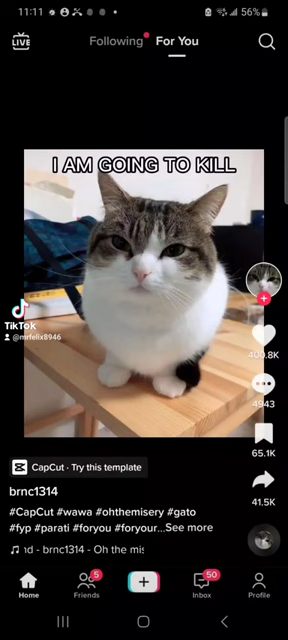 11:11
56%
LIVE
Following
For You
I AM GOING TO KILL
TikTok
@mrfelix8946
400.8K
4943
65.1K
41.5K
CapCut · Try this template
brnc1314
#CapCut #wawa #ohthemisery #gato
#fyp #parati #foryou #foryour...See more
nd - brnc1314 - Oh the mis
5
50
Home
Friends
Inbox
Profile